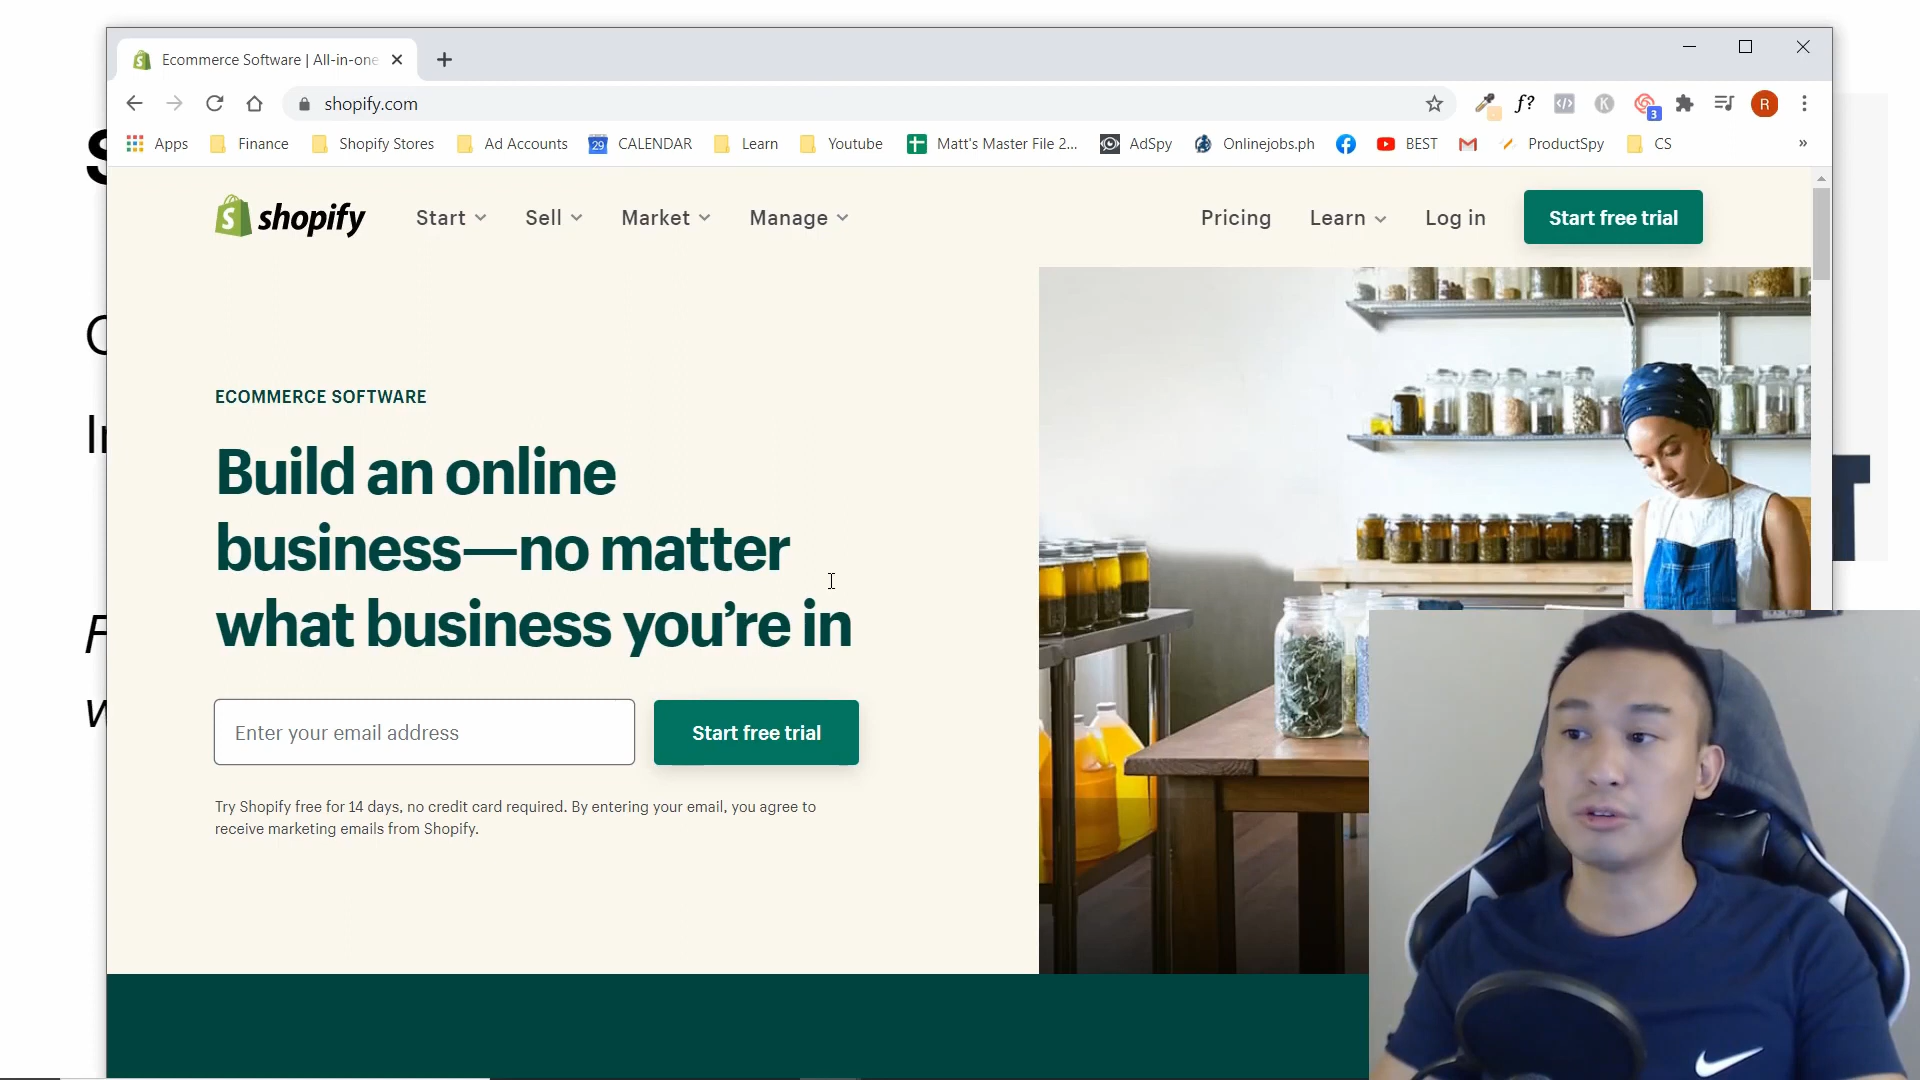 Ecommerce Software | All-in-one
shopify.com
f?
K
3
R
Apps
Finance
Shopify Stores
Ad Accounts
29
CALENDAR
Learn
Youtube
Matt's Master File 2...
AdSpy
Onlinejobs.ph
BEST
ProductSpy
CS
»
shopify
Start
Sell
Market
Manage
Pricing
Learn
Log in
Start free trial
ECOMMERCE SOFTWARE
Build an online
business—no matter
what business you're in
Enter your email address
Start free trial
Try Shopify free for 14 days, no credit card required. By entering your email, you agree to
receive marketing emails from Shopify.